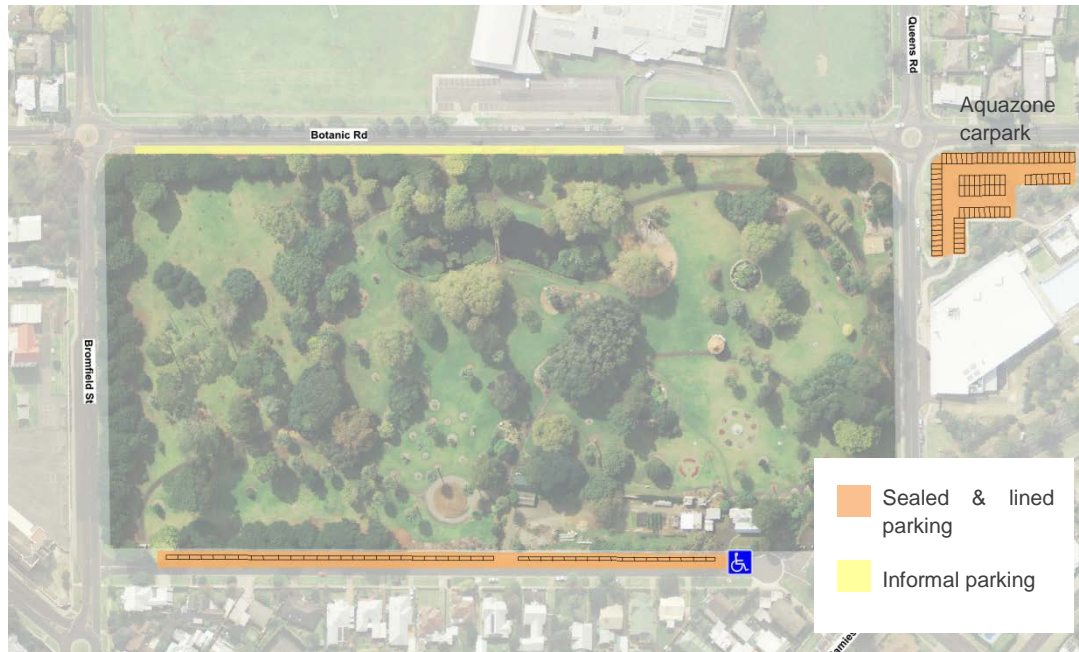 Queens Rd
Aquazone
carpark
Botanic Rd
Bromfield St
Sealed & lined
parking
Informal parking